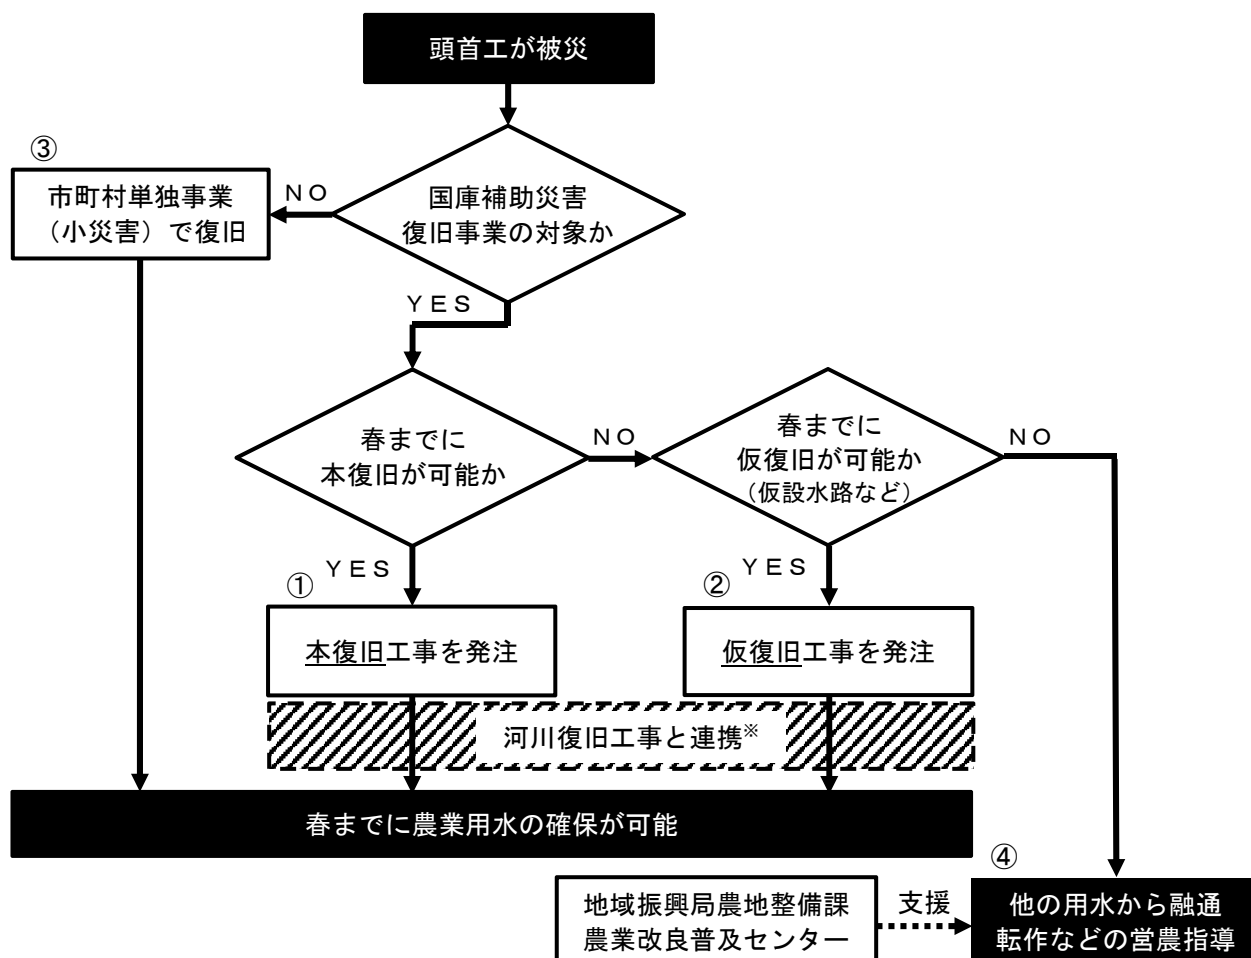 頭首工が被災
③
市町村単独事業
（小災害）で復旧
ＮＯ
国庫補助災害
復旧事業の対象か
ＹＥＳ
春までに
本復旧が可能か
ＮＯ
春までに
仮復旧が可能か
（仮設水路など）
ＮＯ
①
ＹＥＳ
②
ＹＥＳ
本復旧工事を発注
仮復旧工事を発注
河川復旧工事と連携※
春までに農業用水の確保が可能
④
地域振興局農地整備課
農業改良普及センター
支援
他の用水から融通
転作などの営農指導